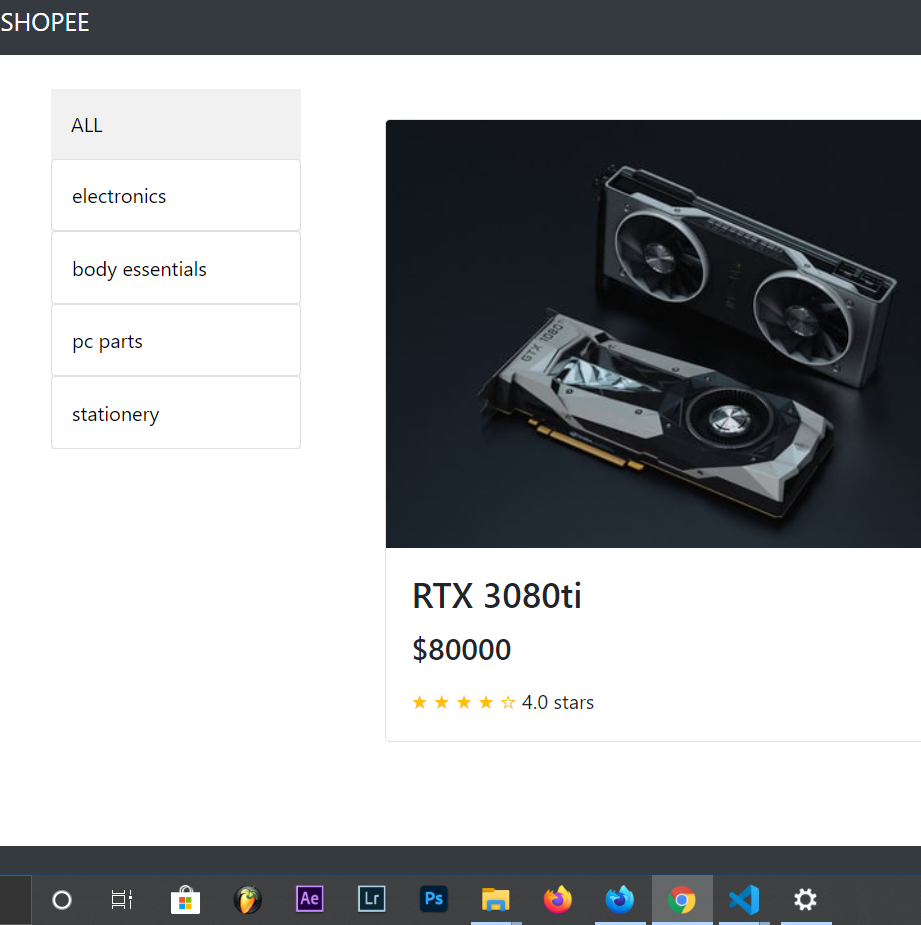 SHOPEE
ALL
electronics
body essentials
pc parts
stationery
GTX 1080
RTX 3080ti
$80000
★ ★ ★ ★ ☆ 4.0 stars
Ae
Lr
Ps